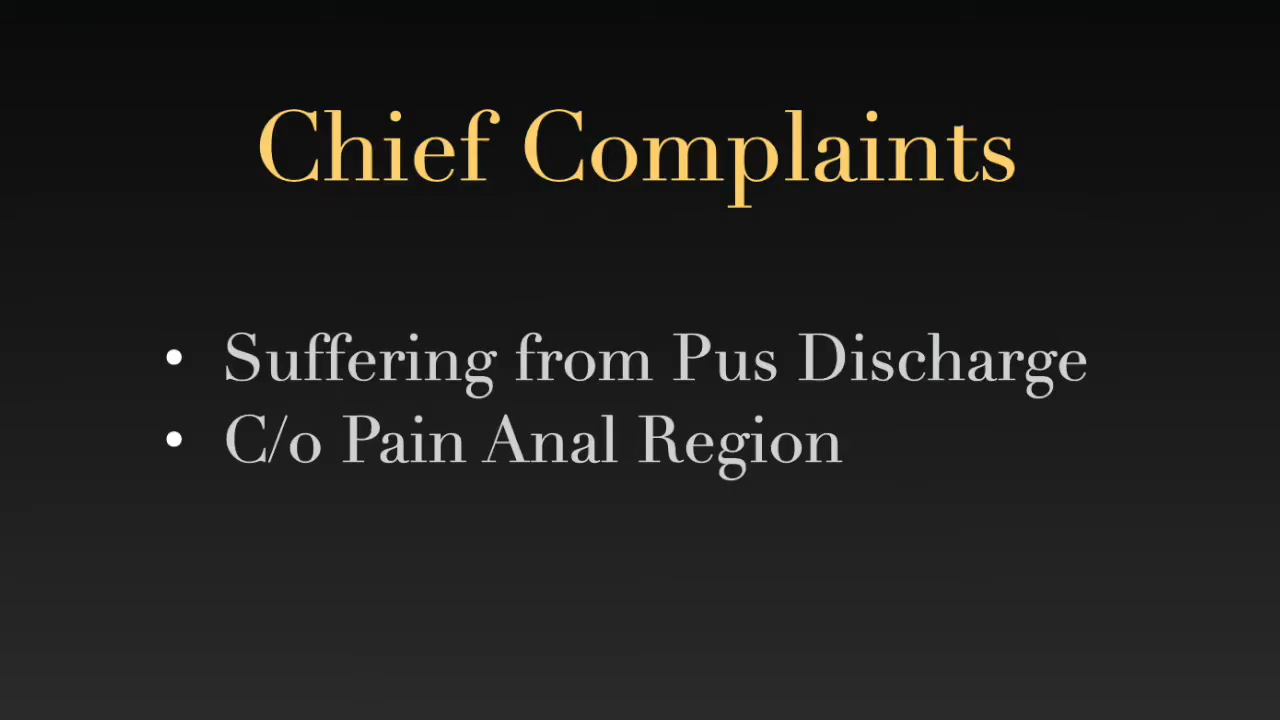 Chief Complaints
• Suffering from Pus Discharge
• C/o Pain Anal Region